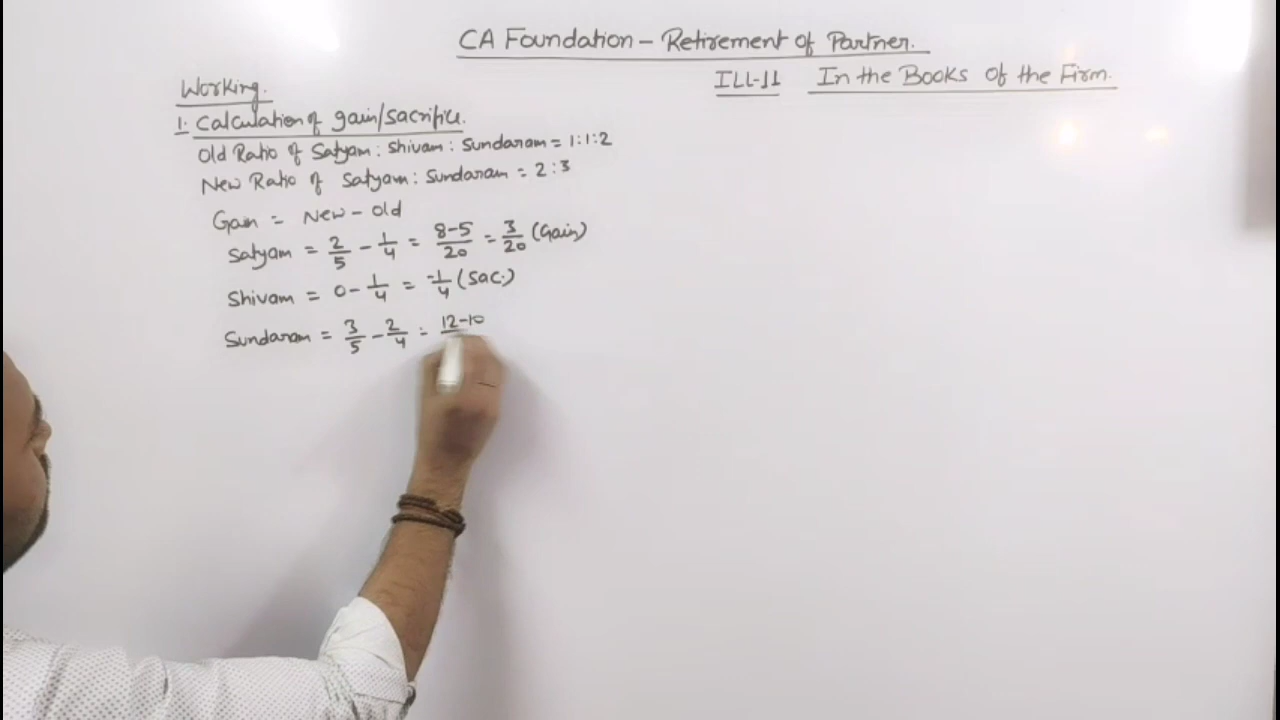 CA Foundation - Retirement of Partner.
ILL-11 In the Books of the Firm.
Working.
1. Calculation of gain/sacrifice.
Old Ratio of Satyam : Shivam : Sundaram = 1:1:2
New Ratio of Satyam : Sundaram = 2:3
Gain = New - Old
Satyam = 2/5 - 1/4 = 8-5/20 = 3/20 (Gain)
Shivam = 0 - 1/4 = -1/4 (Sac.)
Sundaram = 3/5 - 2/4 = 12-10